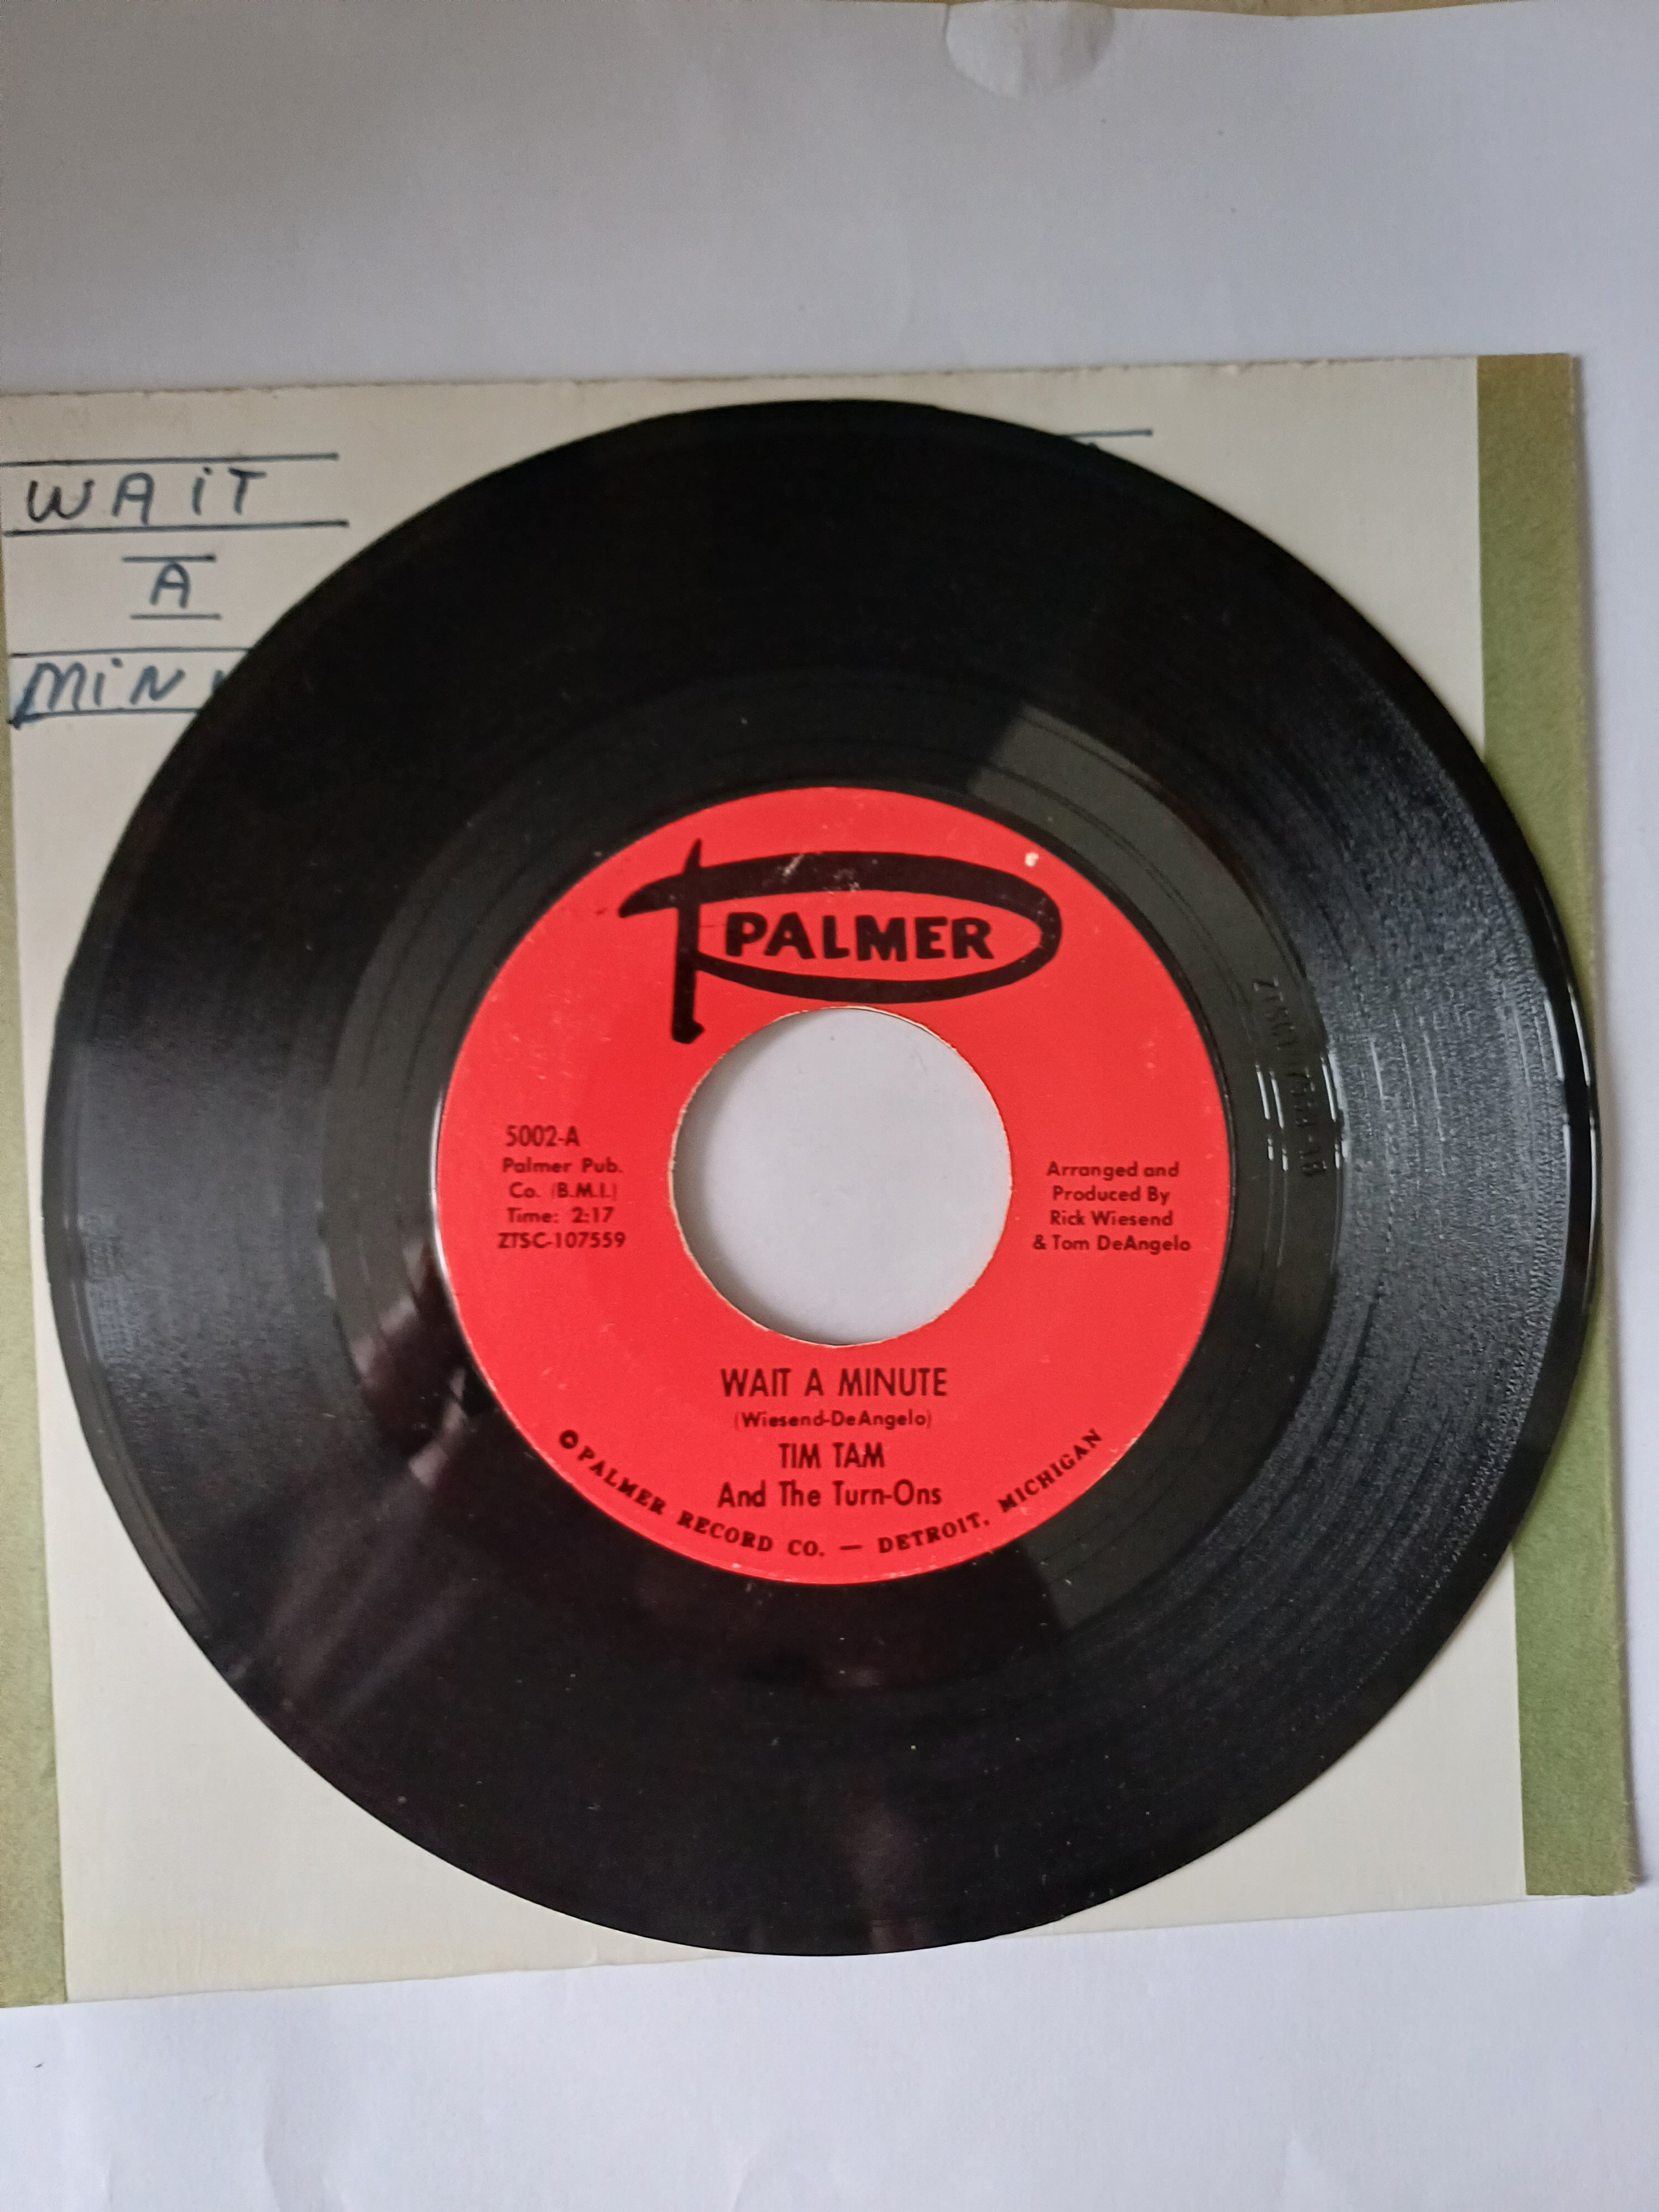 WAiT
A
MiN
PALMER
5002-A
Palmer Pub.
Co. (B.M.I.)
Time: 2:17
ZTSC-107559
Arranged and
Produced By
Rick Wiesend
& Tom DeAngelo
WAIT A MINUTE
(Wiesend-DeAngelo)
TIM TAM
And The Turn-Ons
©PALMER RECORD CO. — DETROIT, MICHIGAN